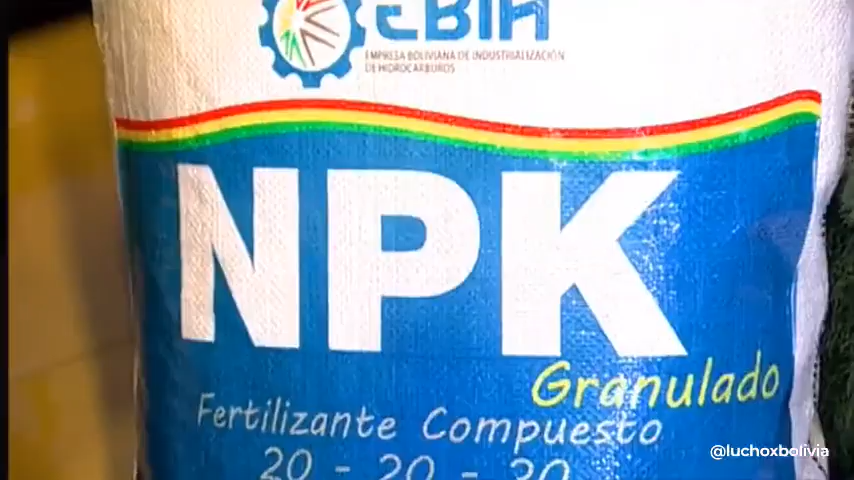 EBIH
EMPRESA BOLIVIANA DE INDUSTRIALIZACIÓN
DE HIDROCARBUROS
NPK
Granulado
Fertilizante Compuesto
20 - 20 - 20
@luchoxbolivia